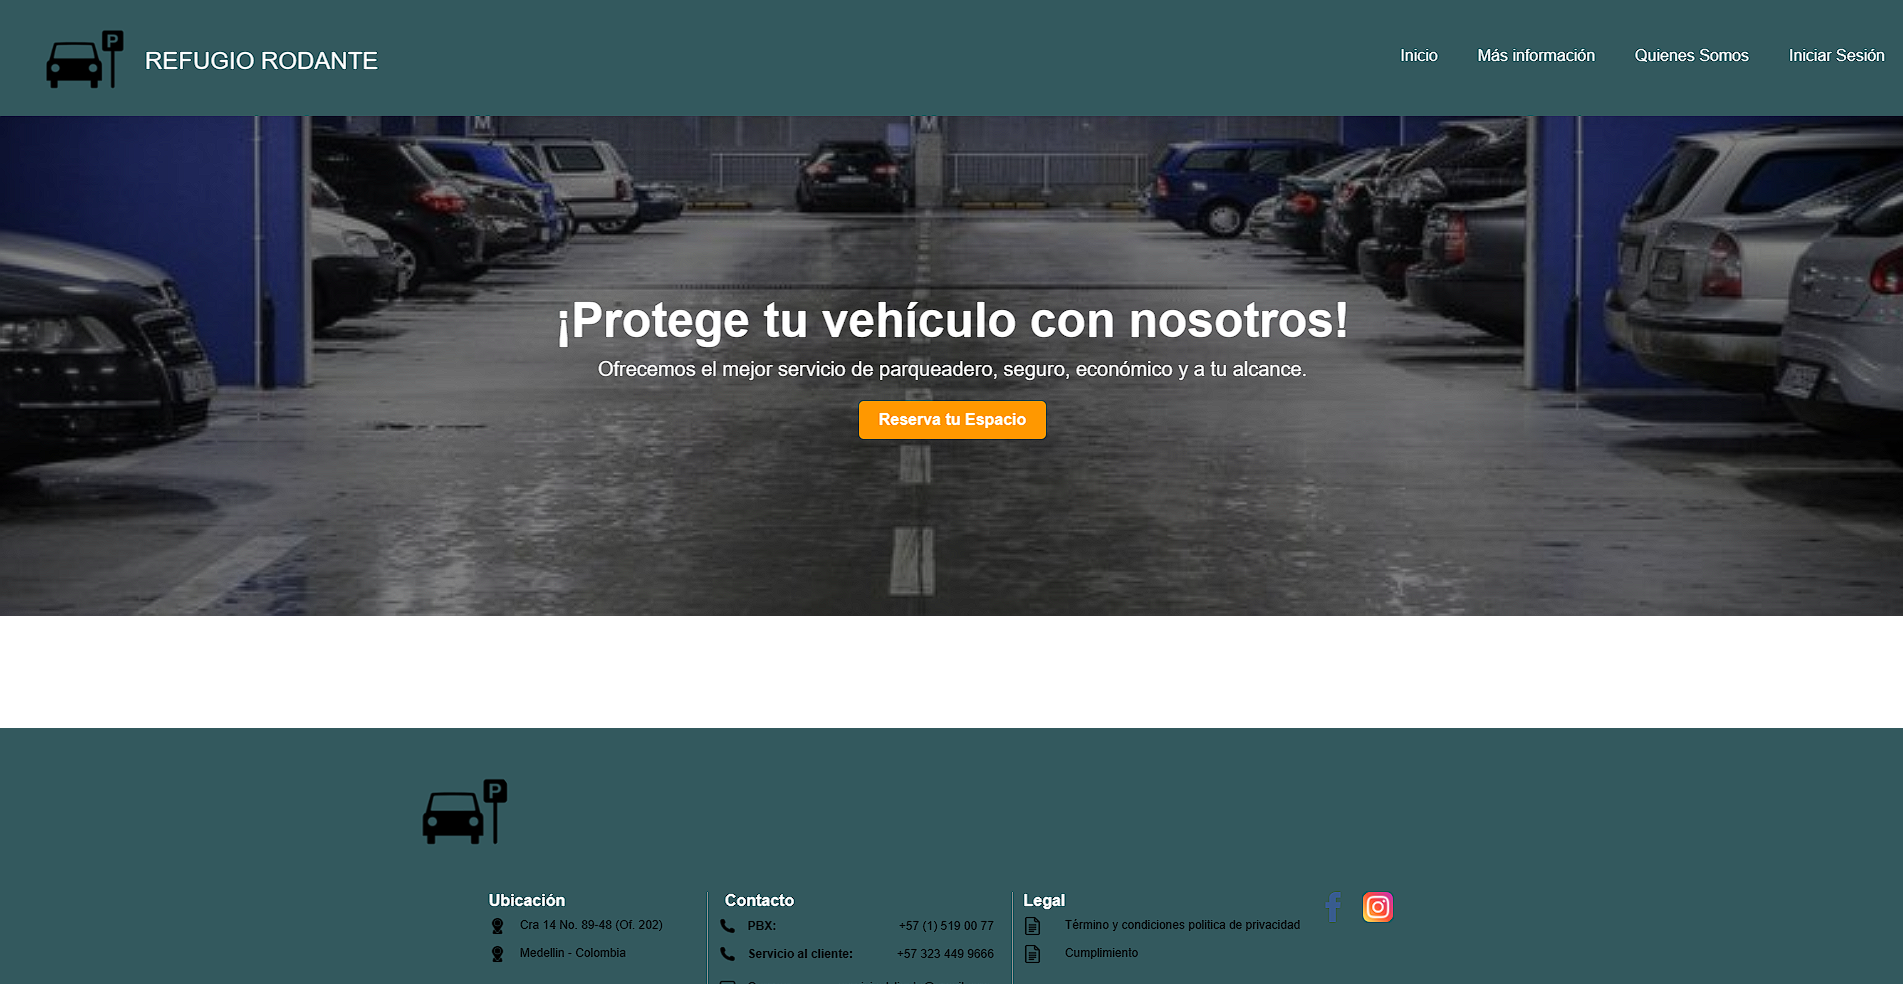 P
REFUGIO RODANTE
Inicio
Más información
Quienes Somos
Iniciar Sesión
M
M
¡Protege tu vehículo con nosotros!
Ofrecemos el mejor servicio de parqueadero, seguro, económico y a tu alcance.
Reserva tu Espacio
P
Ubicación
Cra 14 No. 89-48 (Of. 202)
Medellin - Colombia
Contacto
PBX: +57 (1) 519 00 77
Servicio al cliente: +57 323 449 9666
Legal
Término y condiciones politica de privacidad
Cumplimiento